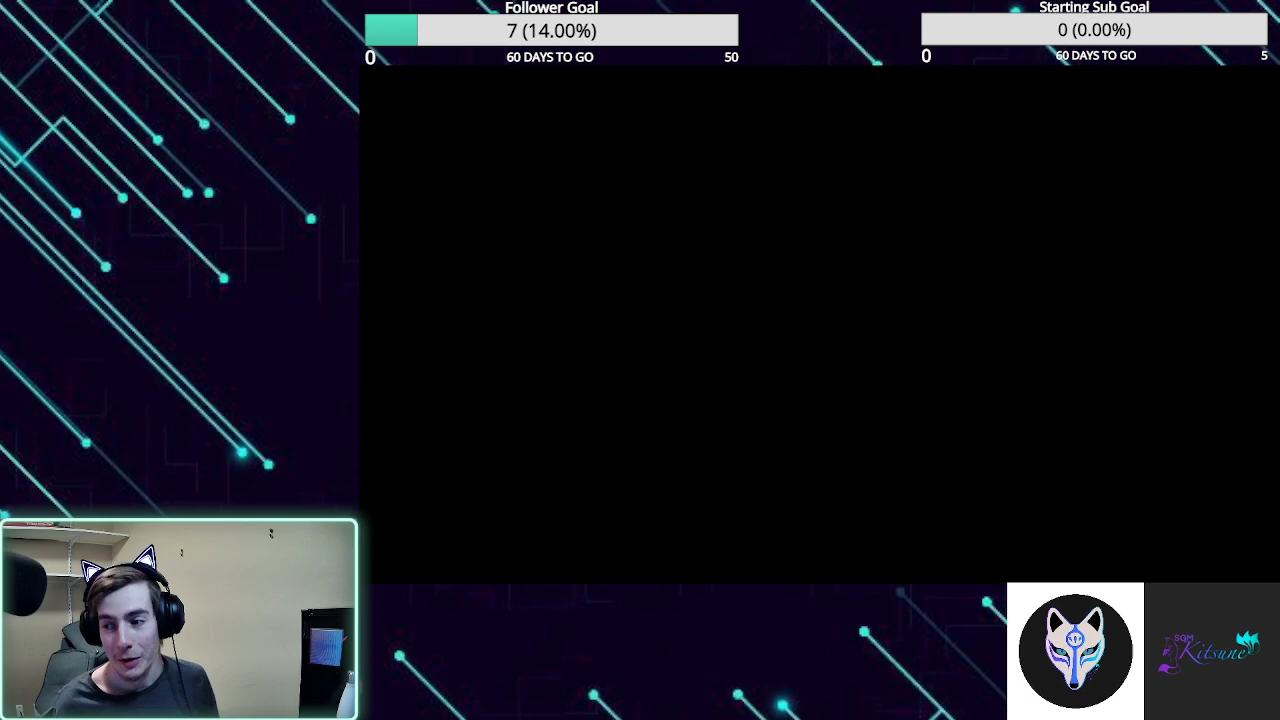 Follower Goal
7 (14.00%)
0
60 DAYS TO GO
50
Starting Sub Goal
0 (0.00%)
0
60 DAYS TO GO
5
SGM
Kitsune